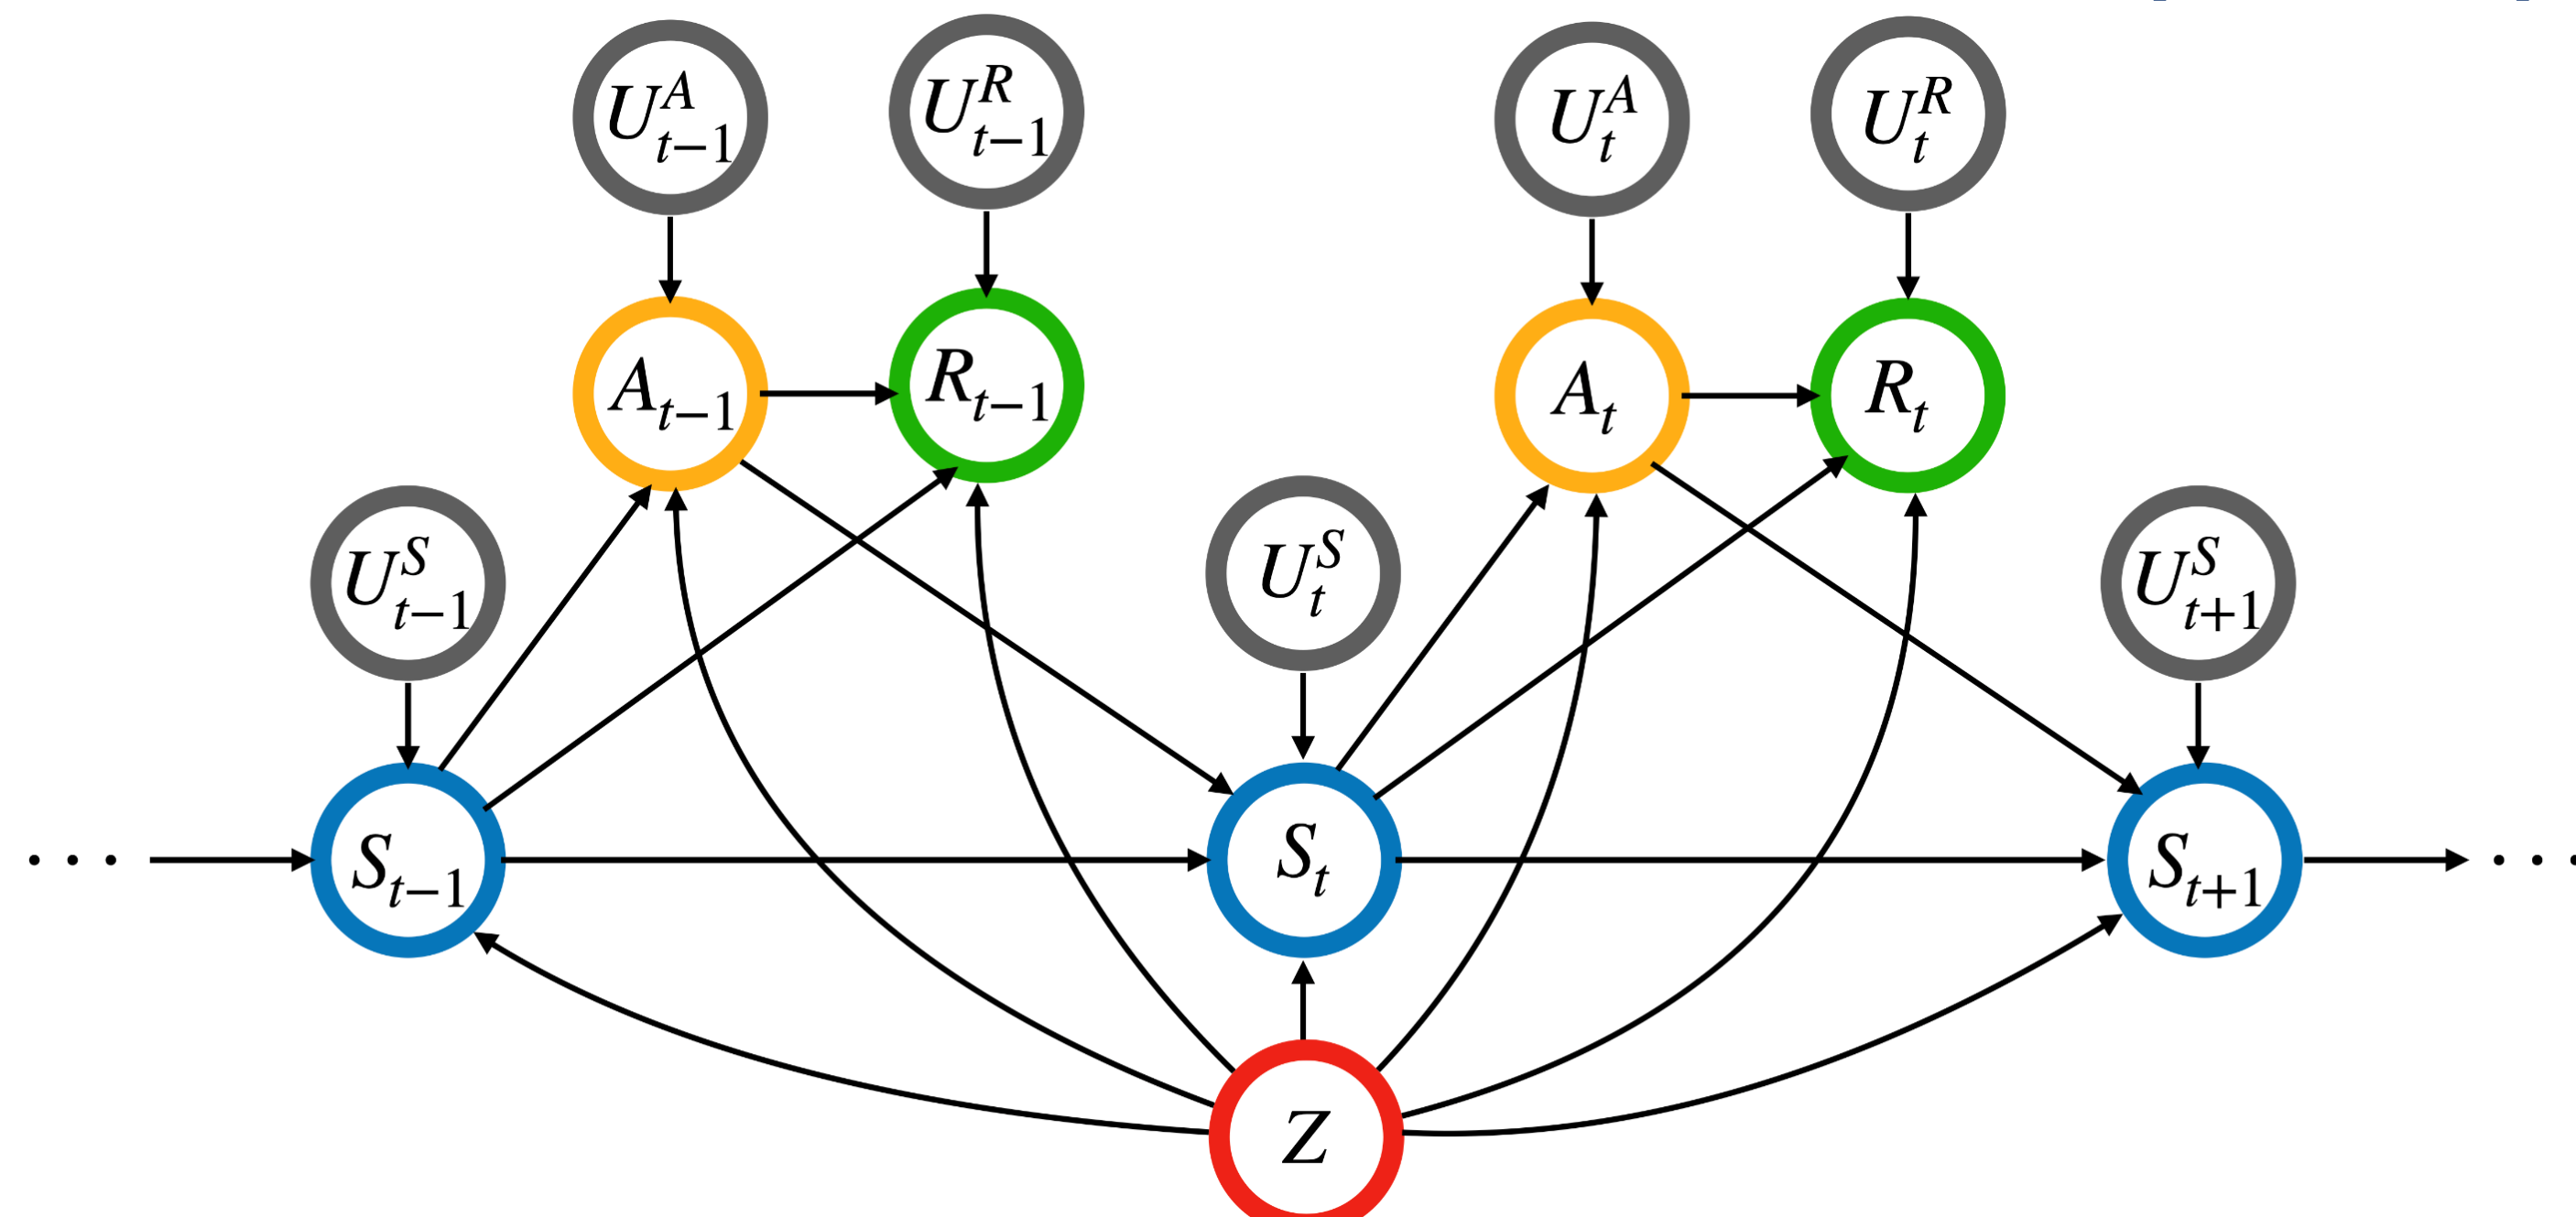 U^A_{t-1} U^R_{t-1} U^A_t U^R_t
A_{t-1} R_{t-1} A_t R_t
U^S_{t-1} U^S_t U^S_{t+1}
· · · S_{t-1} S_t S_{t+1} · · ·
Z